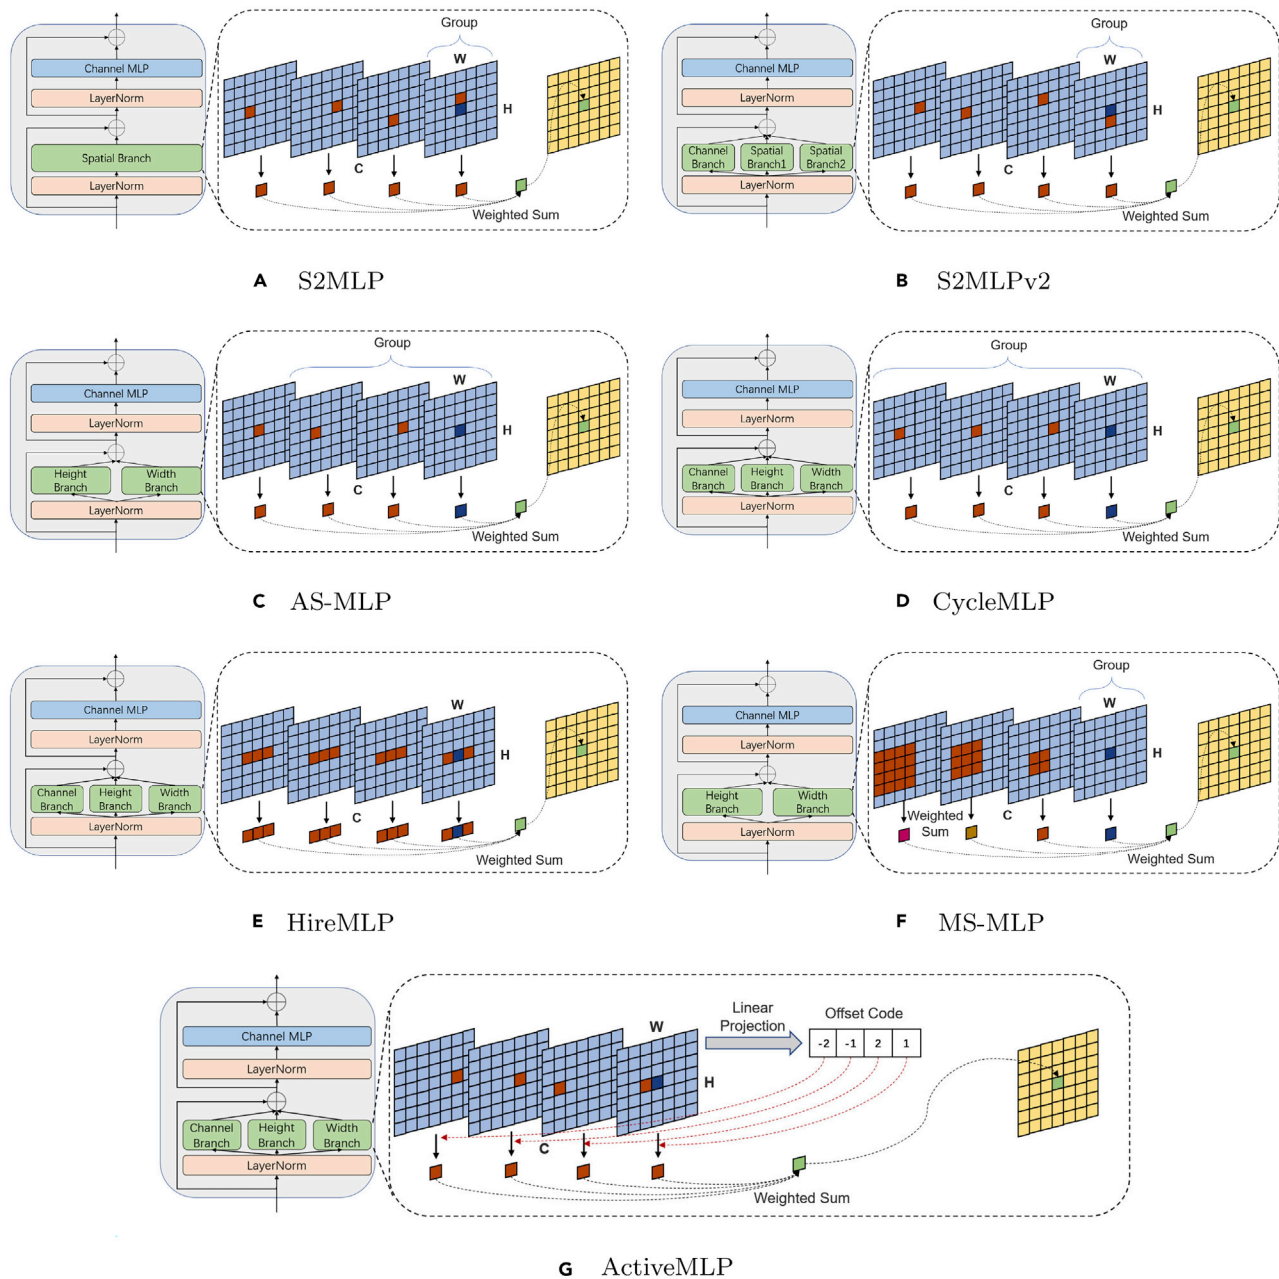 Group
W
Channel MLP
LayerNorm
H
Spatial Branch
C
LayerNorm
Weighted Sum
A S2MLP
Group
W
Channel MLP
LayerNorm
H
Channel Branch
Spatial Branch1
Spatial Branch2
C
LayerNorm
Weighted Sum
B S2MLPv2
Group
W
Channel MLP
LayerNorm
H
Height Branch
Width Branch
C
LayerNorm
Weighted Sum
C AS-MLP
Group
W
Channel MLP
LayerNorm
H
Channel Branch
Height Branch
Width Branch
C
LayerNorm
Weighted Sum
D CycleMLP
W
Channel MLP
LayerNorm
H
Channel Branch
Height Branch
Width Branch
C
LayerNorm
Weighted Sum
E HireMLP
Group
W
Channel MLP
LayerNorm
H
Height Branch
Width Branch
Weighted Sum
C
LayerNorm
Weighted Sum
F MS-MLP
Linear Projection
Offset Code
W
Channel MLP
-2 -1 2 1
LayerNorm
H
Channel Branch
Height Branch
Width Branch
C
LayerNorm
Weighted Sum
G ActiveMLP